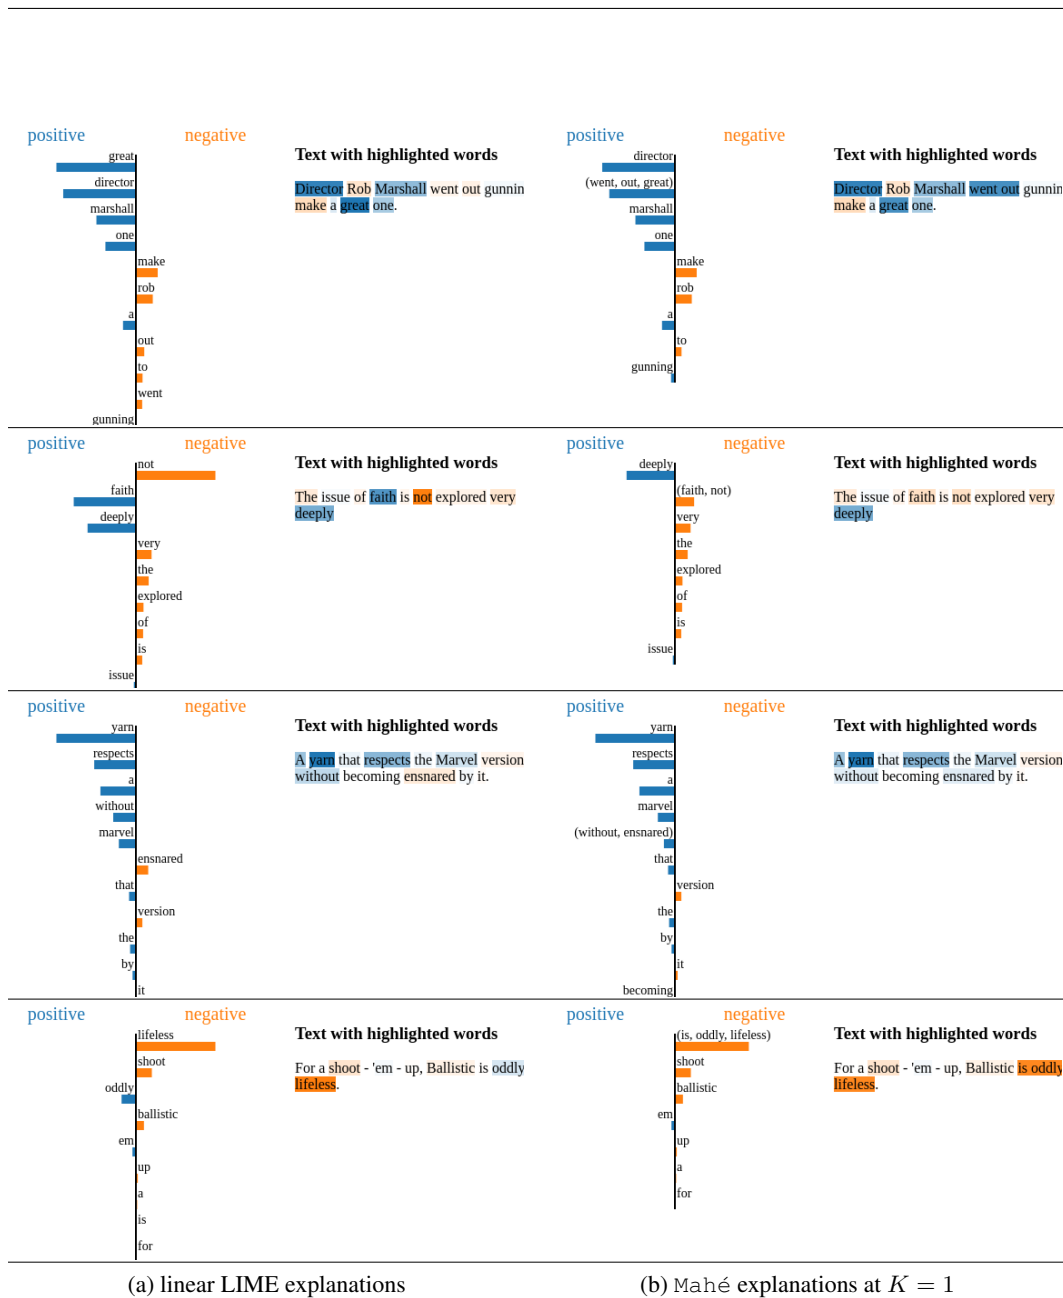 positive negative
great
director
marshall
one
make
rob
a
out
to
went
gunning
Text with highlighted words
Director Rob Marshall went out gunnin
make a great one.
positive negative
director
(went, out, great)
marshall
one
make
rob
a
to
gunning
Text with highlighted words
Director Rob Marshall went out gunnin
make a great one.
positive negative
not
faith
deeply
very
the
explored
of
is
issue
Text with highlighted words
The issue of faith is not explored very
deeply
positive negative
deeply
(faith, not)
very
the
explored
of
is
issue
Text with highlighted words
The issue of faith is not explored very
deeply
positive negative
yarn
respects
a
without
marvel
ensnared
that
version
the
by
it
Text with highlighted words
A yarn that respects the Marvel version
without becoming ensnared by it.
positive negative
yarn
respects
a
marvel
(without, ensnared)
that
version
the
by
it
becoming
Text with highlighted words
A yarn that respects the Marvel version
without becoming ensnared by it.
positive negative
lifeless
shoot
oddly
ballistic
em
up
a
is
for
Text with highlighted words
For a shoot - 'em - up, Ballistic is oddly
lifeless.
positive negative
(is, oddly, lifeless)
shoot
ballistic
em
up
a
for
Text with highlighted words
For a shoot - 'em - up, Ballistic is oddly
lifeless.
(a) linear LIME explanations
(b) Mahé explanations at K = 1